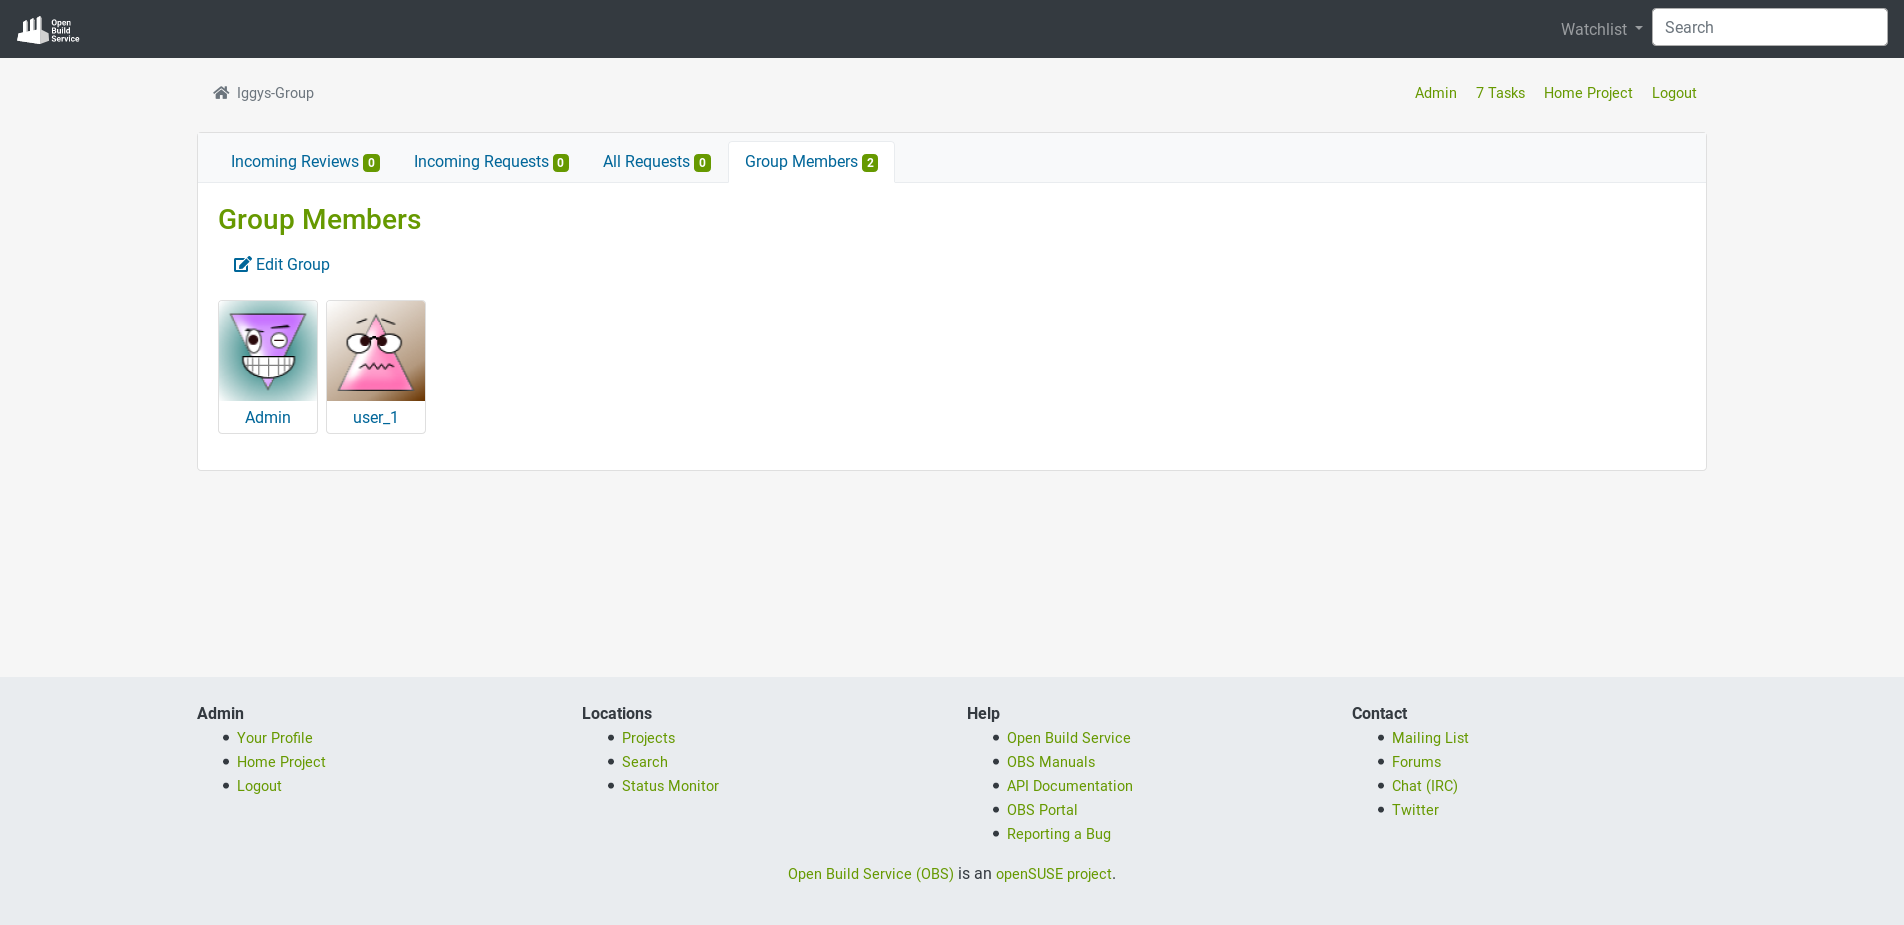 Open
Build
Service
Watchlist
Search
Iggys-Group
Admin 7 Tasks Home Project Logout
Incoming Reviews 0 Incoming Requests 0 All Requests 0 Group Members 2
Group Members
Edit Group
Admin user_1
Admin
Your Profile
Home Project
Logout
Locations
Projects
Search
Status Monitor
Help
Open Build Service
OBS Manuals
API Documentation
OBS Portal
Reporting a Bug
Contact
Mailing List
Forums
Chat (IRC)
Twitter
Open Build Service (OBS) is an openSUSE project.